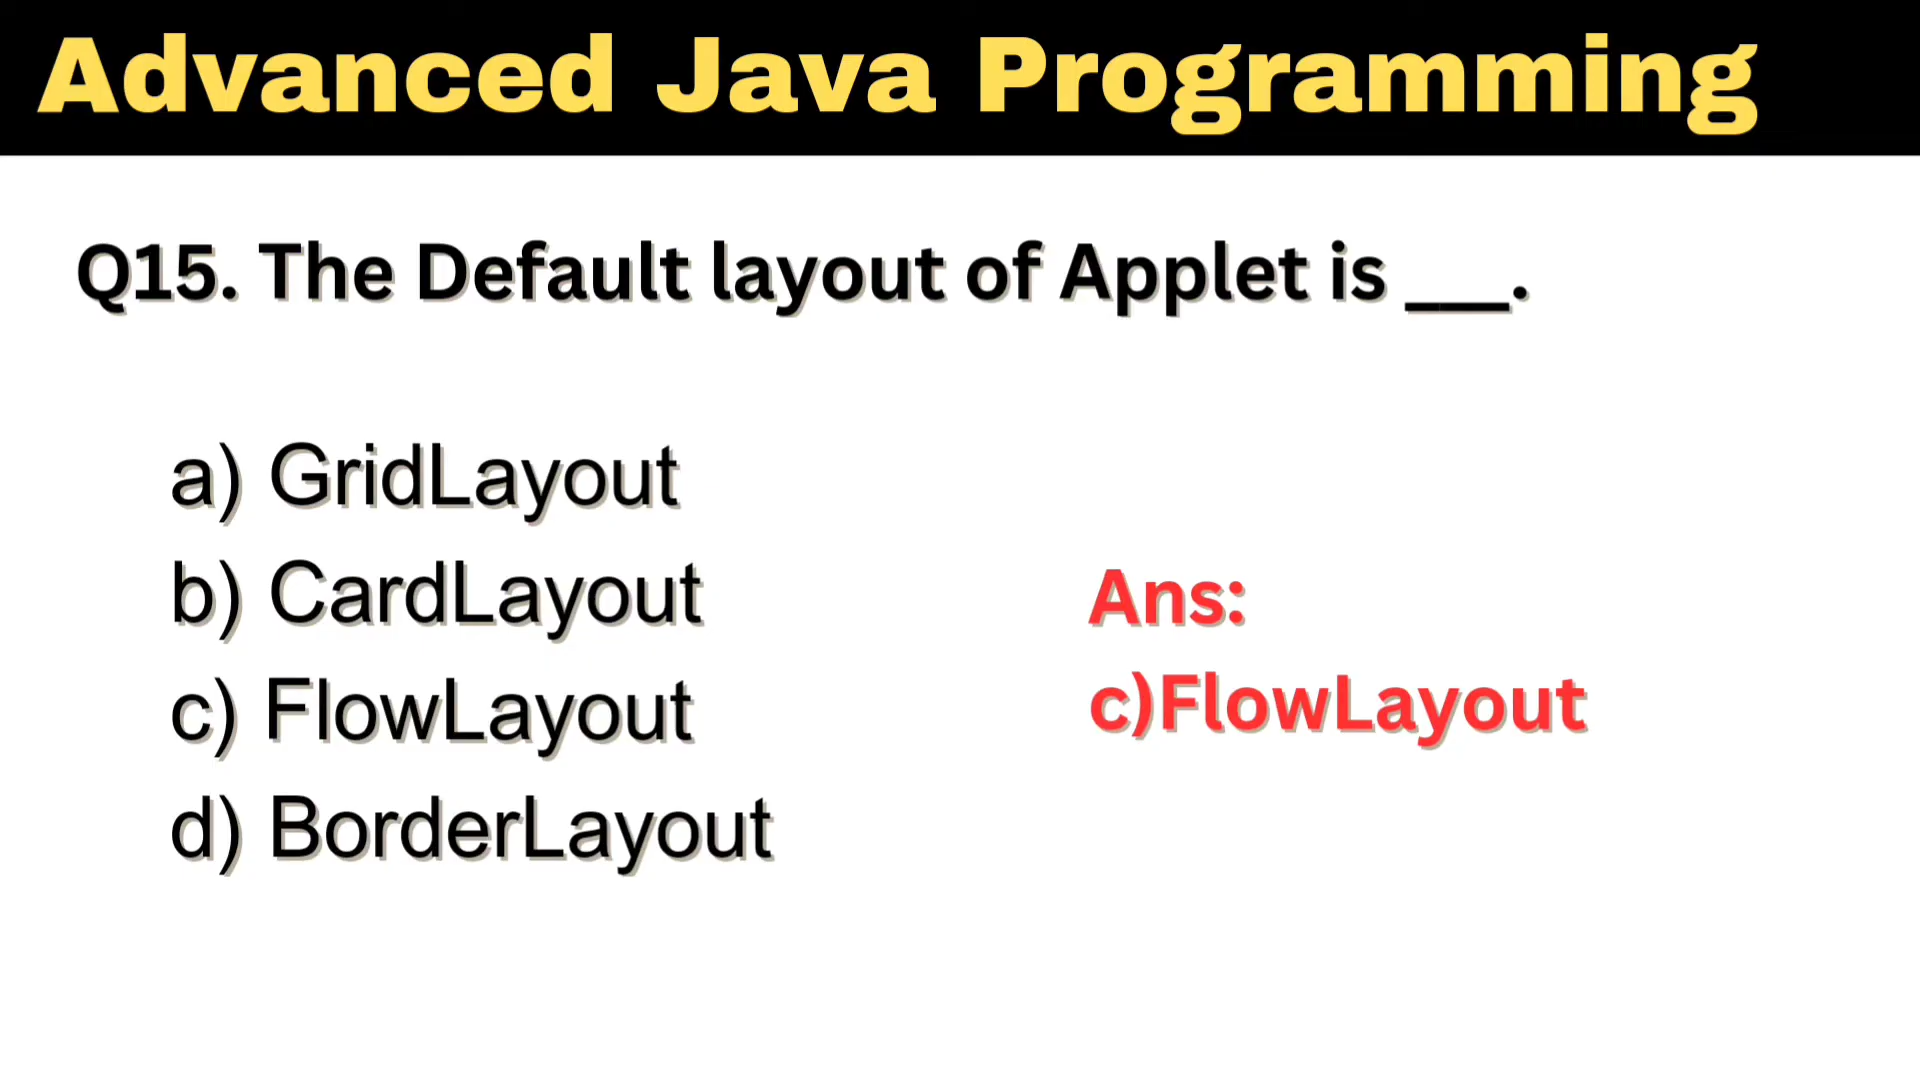 Advanced Java Programming
Q15. The Default layout of Applet is ___.
a) GridLayout
b) CardLayout
c) FlowLayout
d) BorderLayout
Ans:
c)FlowLayout